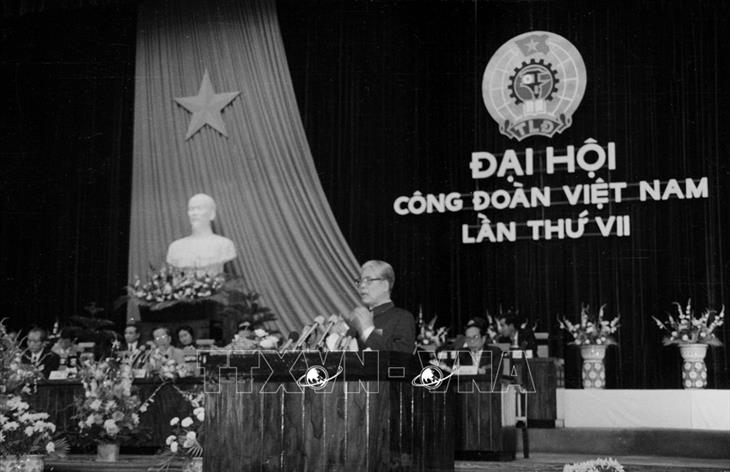 TLĐ
ĐẠI HỘI
CÔNG ĐOÀN VIỆT NAM
LẦN THỨ VII
TTXVN-VNA